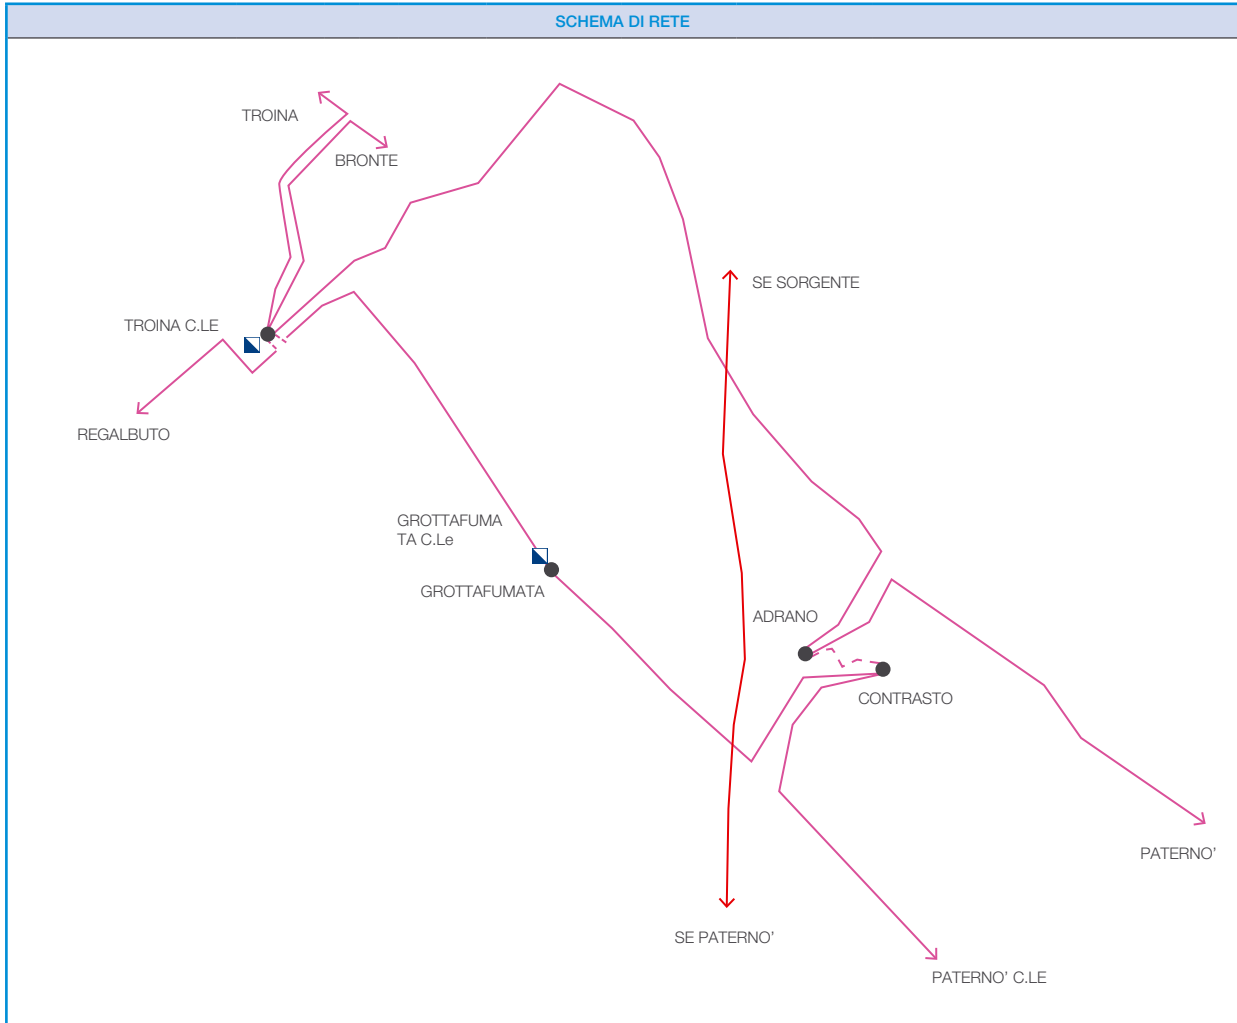 SCHEMA DI RETE
TROINA
BRONTE
SE SORGENTE
TROINA C.LE
REGALBUTO
GROTTAFUMA
TA C.Le
GROTTAFUMATA
ADRANO
CONTRASTO
PATERNO’
SE PATERNO’
PATERNO’ C.LE